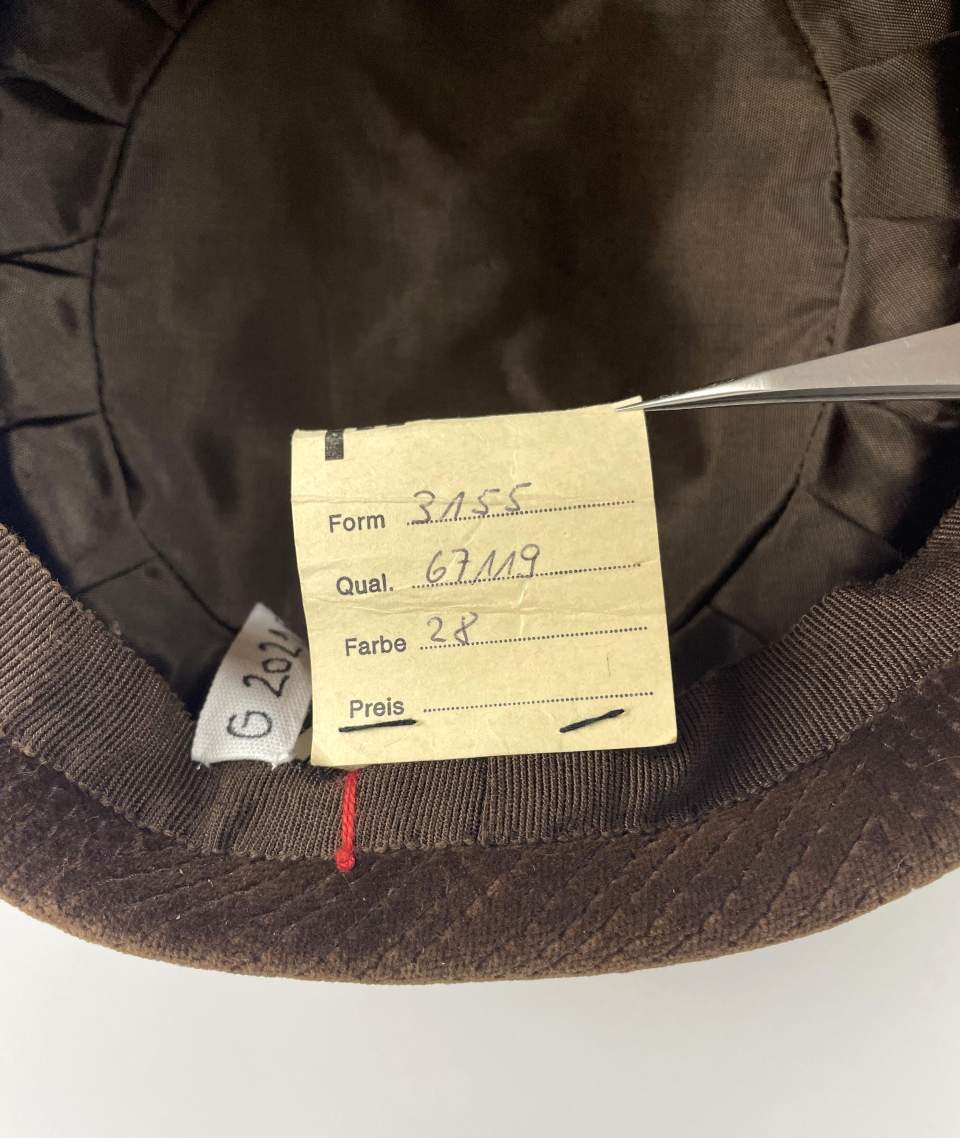 Form 3155
Qual. 67119
Farbe 28
Preis
G 202